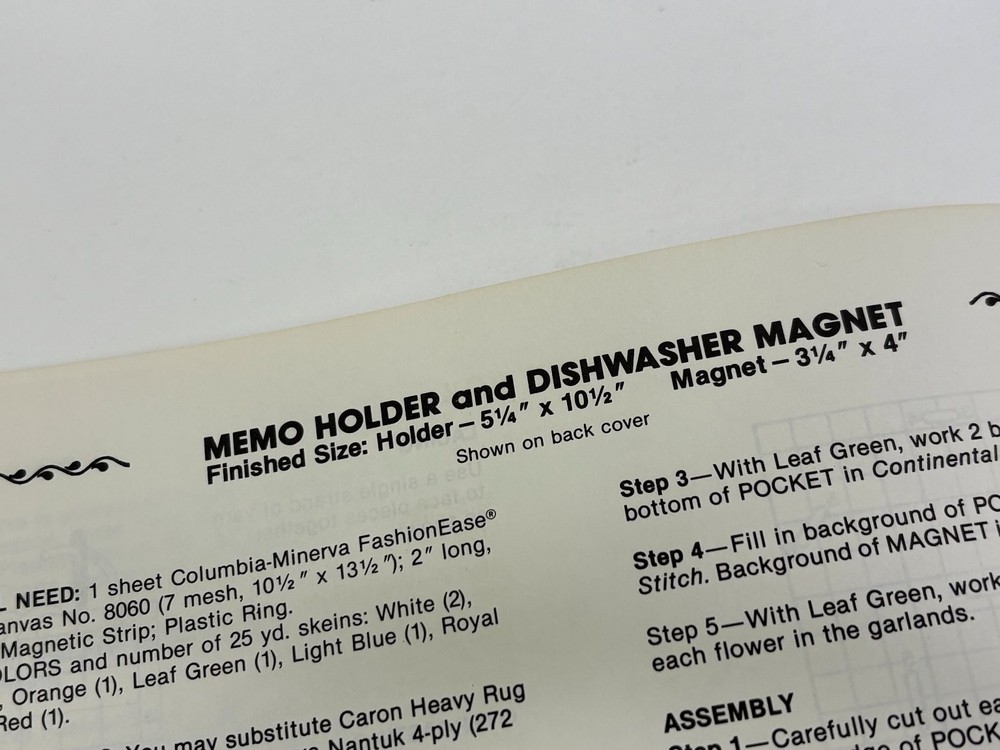 MEMO HOLDER and DISHWASHER MAGNET
Finished Size: Holder – 5¼" x 10½" Magnet – 3¼" x 4"
Shown on back cover
NEED: 1 sheet Columbia-Minerva FashionEase®
No. 8060 (7 mesh, 10½" x 13½"); 2" long,
Magnetic Strip; Plastic Ring.
and number of 25 yd. skeins: White (2),
Orange (1), Leaf Green (1), Light Blue (1), Royal
Red (1).
You may substitute Caron Heavy Rug
Nantuk 4-ply (272
Step 3—With Leaf Green, work 2
bottom of POCKET in Continental
Step 4—Fill in background of
Stitch. Background of MAGNET
Step 5—With Leaf Green, work
each flower in the garlands.
ASSEMBLY
Step 1—Carefully cut out
of